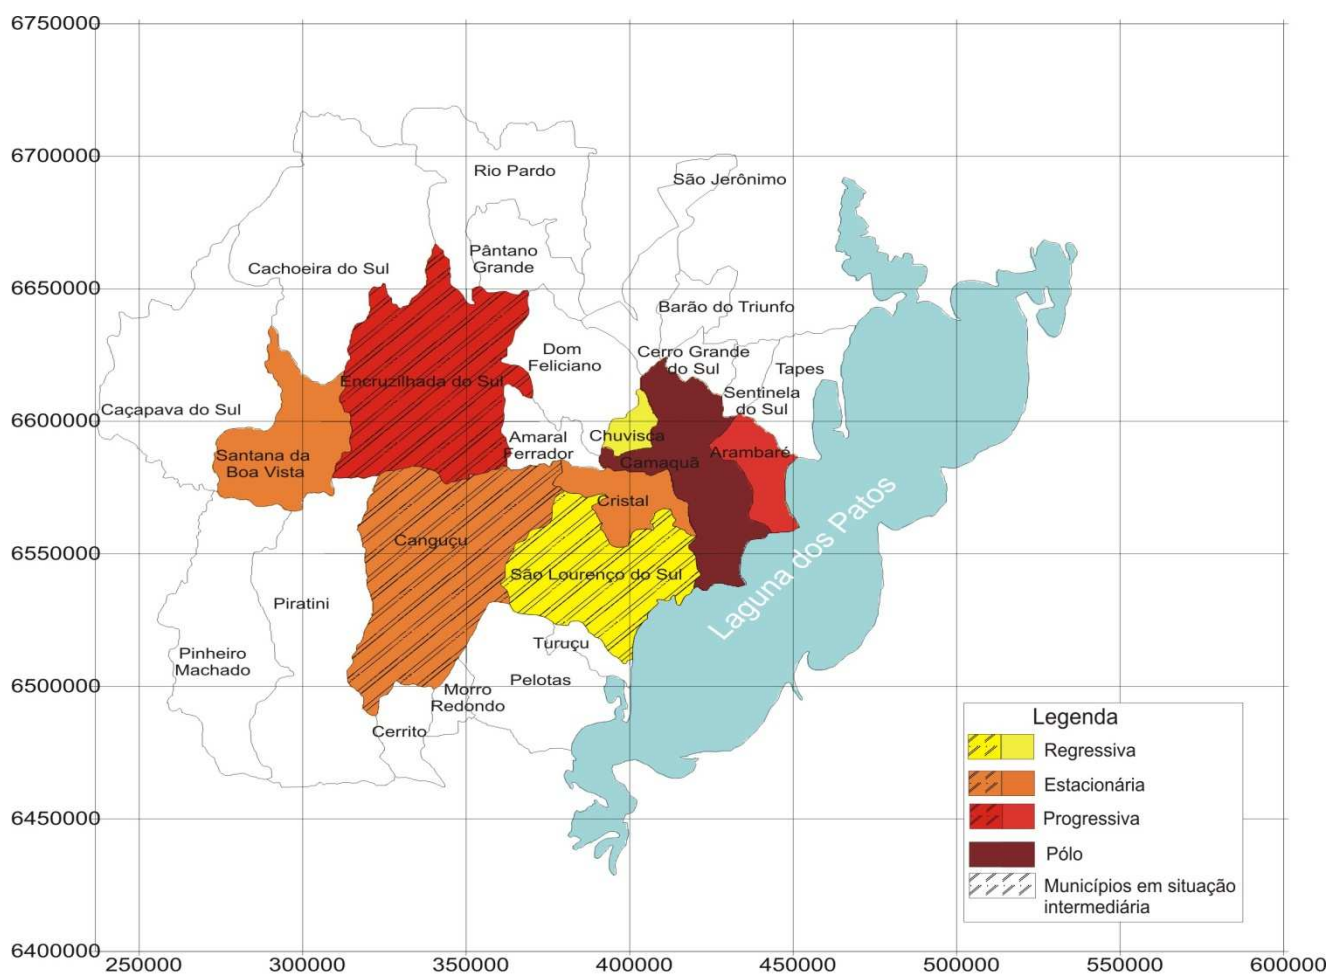 6750000
6700000
6650000
6600000
6550000
6500000
6450000
6400000
250000
300000
350000
400000
450000
500000
550000
600000
Rio Pardo
São Jerônimo
Pântano
Grande
Cachoeira do Sul
Barão do Triunfo
Dom
Feliciano
Cerro Grande
do Sul
Tapes
Encruzilhada do Sul
Sentinela
do Sul
Caçapava do Sul
Amaral
Ferrador
Chuvisca
Santana da
Boa Vista
Camaquã
Arambaré
Cristal
Canguçu
São Lourenço do Sul
Laguna dos Patos
Piratini
Turuçu
Pinheiro
Machado
Pelotas
Morro
Redondo
Cerrito
Legenda
Regressiva
Estacionária
Progressiva
Pólo
Municípios em situação
intermediária